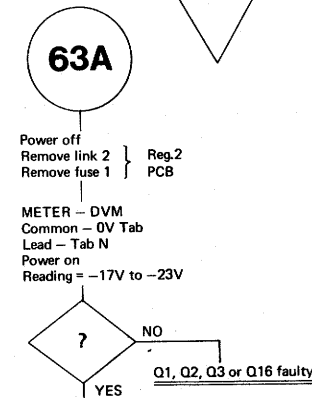 63A
Power off
Remove link 2
Remove fuse 1
Reg.2
PCB
METER – DVM
Common – 0V Tab
Lead – Tab N
Power on
Reading = –17V to –23V
?
NO
Q1, Q2, Q3 or Q16 faulty
YES